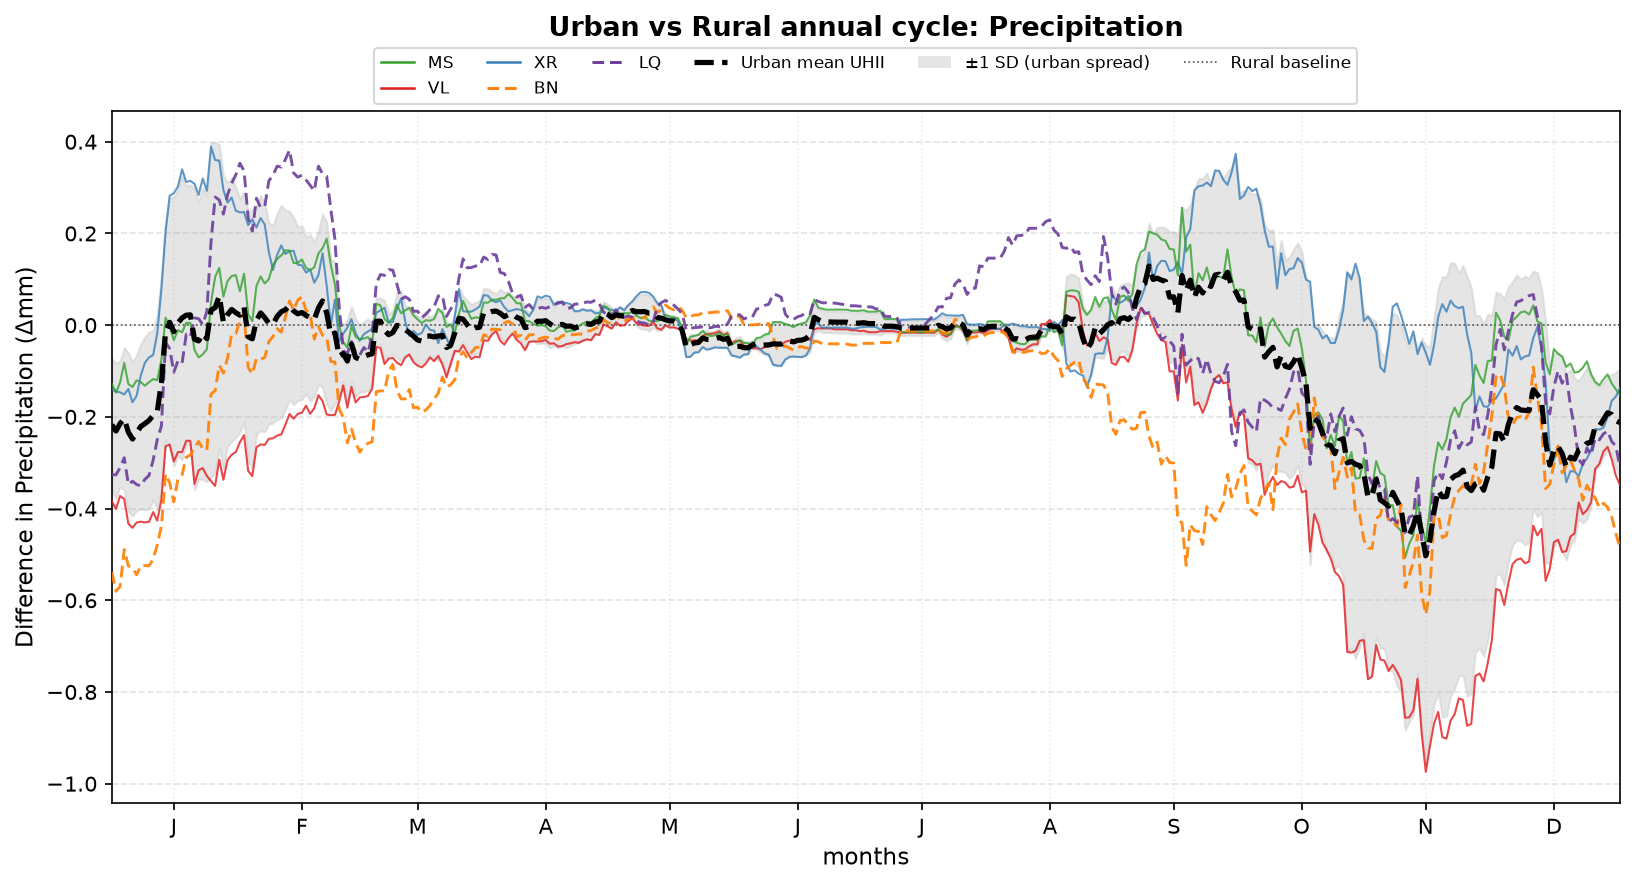 Urban vs Rural annual cycle: Precipitation
MS XR LQ Urban mean UHII ±1 SD (urban spread) Rural baseline
VL BN
Difference in Precipitation (Δmm)
0.4
0.2
0.0
−0.2
−0.4
−0.6
−0.8
−1.0
J F M A M J J A S O N D
months